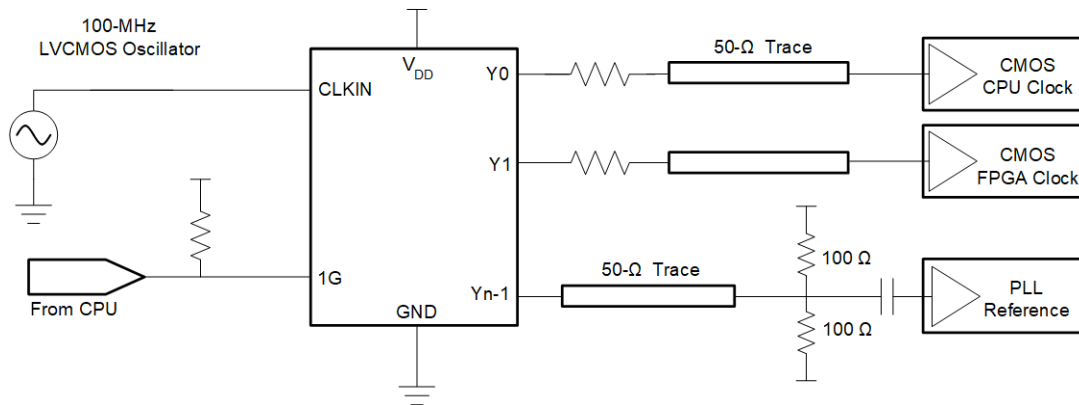 100-MHz
LVCMOS Oscillator
V_DD
CLKIN
1G
GND
Y0
Y1
Yn-1
From CPU
50-Ω Trace
50-Ω Trace
100 Ω
100 Ω
CMOS
CPU Clock
CMOS
FPGA Clock
PLL
Reference